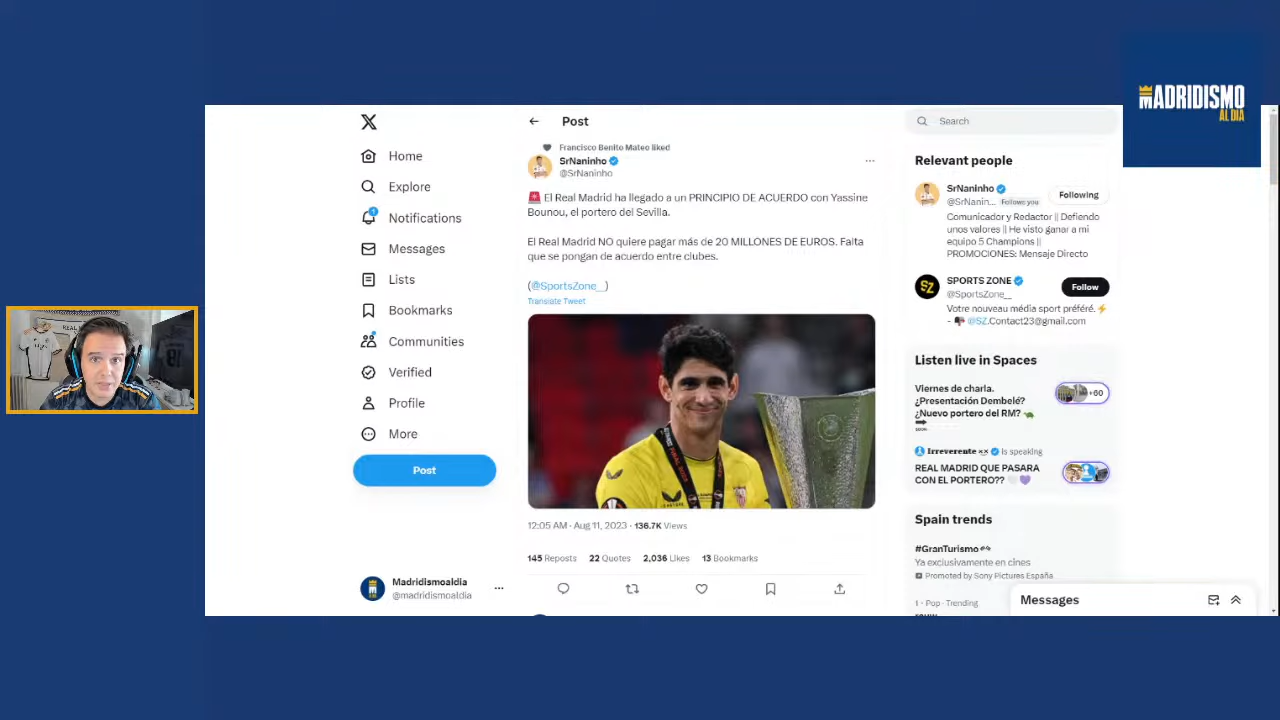 MADRIDISMO
AL DIA
X
Home
Explore
Notifications
Messages
Lists
Bookmarks
Communities
Verified
Profile
More
Post
Madridismoaldia
@madridismoaldia
Post
Francisco Benito Mateo liked
SrNaninho
@SrNaninho
🚨 El Real Madrid ha llegado a un PRINCIPIO DE ACUERDO con Yassine
Bounou, el portero del Sevilla.
El Real Madrid NO quiere pagar más de 20 MILLONES DE EUROS. Falta
que se pongan de acuerdo entre clubes.
(@SportsZone__)
Translate Tweet
12:05 AM · Aug 11, 2023 · 136.7K Views
145 Reposts 22 Quotes 2,036 Likes 13 Bookmarks
Search
Relevant people
SrNaninho
@SrNanin... Follows you
Following
Comunicador y Redactor || Defiendo
unos valores || He visto ganar a mi
equipo 5 Champions ||
PROMOCIONES: Mensaje Directo
SPORTS ZONE
@SportsZone__
Follow
Votre nouveau média sport préféré. ⚡
- 📭 @SZ.Contact23@gmail.com
Listen live in Spaces
Viernes de charla.
¿Presentación Dembelé?
¿Nuevo portero del RM?
+60
Irreverente is speaking
REAL MADRID QUE PASARA
CON EL PORTERO??
Spain trends
#GranTurismo
Ya exclusivamente en cines
Promoted by Sony Pictures España
1 · Pop · Trending
Messages